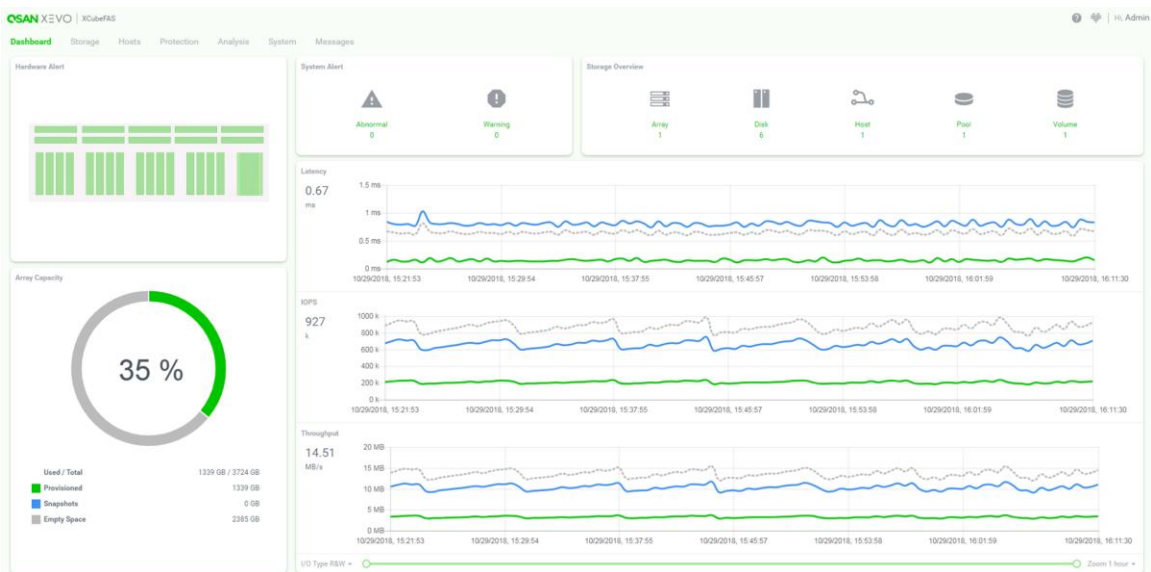 QSAN XEVO | XCubeFAS
Hi, Admin
Dashboard Storage Hosts Protection Analysis System Messages
Hardware Alert
System Alert
Abnormal
0
Warning
0
Storage Overview
Array
1
Disk
6
Host
1
Pool
1
Volume
1
Latency
0.67
ms
1.5 ms
1 ms
0.5 ms
0 ms
10/29/2018, 15:21:53 10/29/2018, 15:29:54 10/29/2018, 15:37:55 10/29/2018, 15:45:57 10/29/2018, 15:53:58 10/29/2018, 16:01:59 10/29/2018, 16:11:30
Array Capacity
35 %
Used / Total 1339 GB / 3724 GB
Provisioned 1339 GB
Snapshots 0 GB
Empty Space 2385 GB
IOPS
927
k
1000 k
800 k
600 k
400 k
200 k
0 k
10/29/2018, 15:21:53 10/29/2018, 15:29:54 10/29/2018, 15:37:55 10/29/2018, 15:45:57 10/29/2018, 15:53:58 10/29/2018, 16:01:59 10/29/2018, 16:11:30
Throughput
14.51
MB/s
20 MB
15 MB
10 MB
5 MB
0 MB
10/29/2018, 15:21:53 10/29/2018, 15:29:54 10/29/2018, 15:37:55 10/29/2018, 15:45:57 10/29/2018, 15:53:58 10/29/2018, 16:01:59 10/29/2018, 16:11:30
I/O Type R&W
Zoom 1 hour